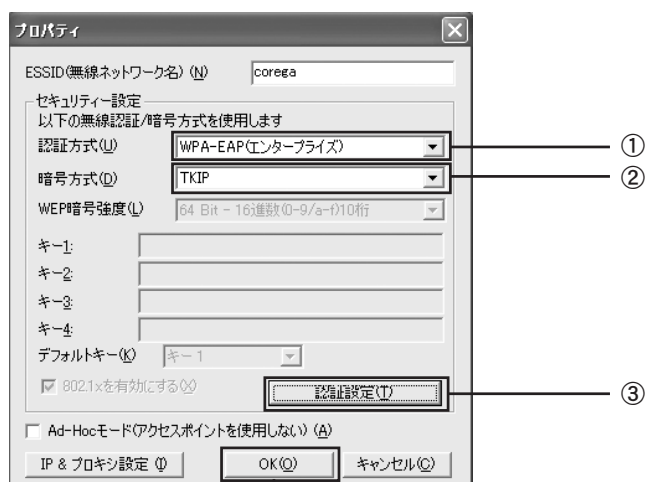 プロパティ
ESSID(無線ネットワーク名) (N) corega
セキュリティー設定
以下の無線認証/暗号方式を使用します
認証方式(U) WPA-EAP(エンタープライズ) ①
暗号方式(D) TKIP ②
WEP暗号強度(L) 64 Bit - 16進数(0-9/a-f)10桁
キー1:
キー2:
キー3:
キー4:
デフォルトキー(K) キー 1
802.1xを有効にする(X) 認証設定(T) ③
Ad-Hocモード(アクセスポイントを使用しない) (A)
IP & プロキシ設定 (I) OK(O) キャンセル(C)